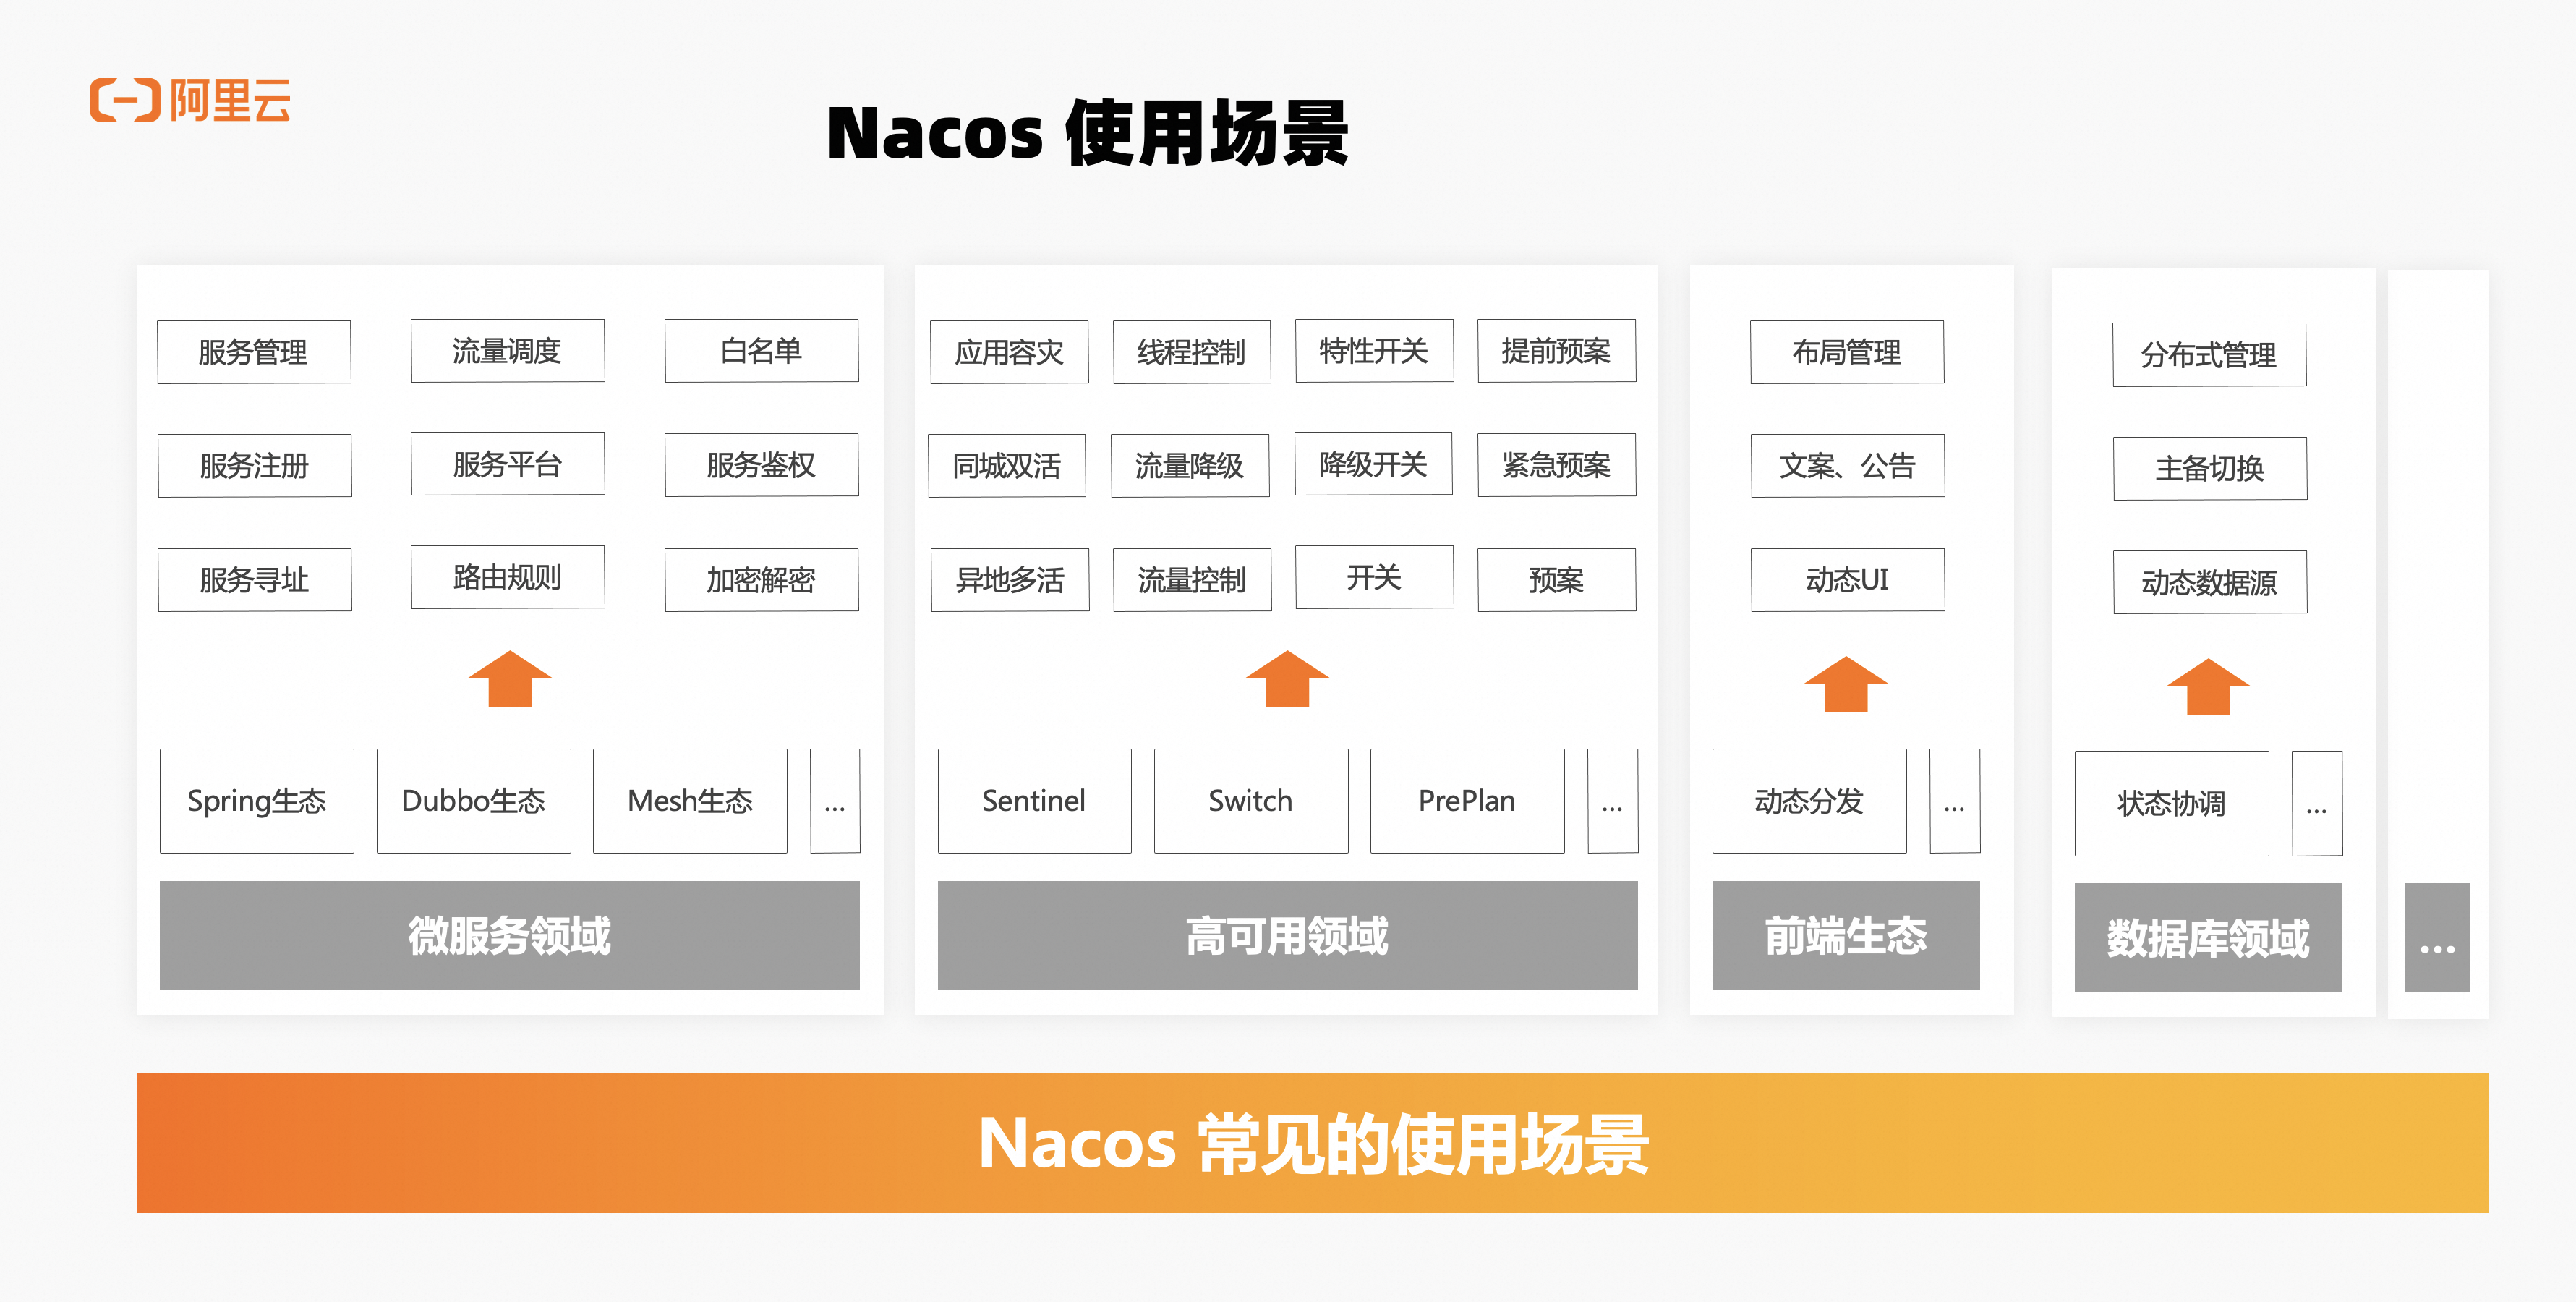 阿里云
Nacos 使用场景
服务管理 流量调度 白名单
服务注册 服务平台 服务鉴权
服务寻址 路由规则 加密解密
Spring生态 Dubbo生态 Mesh生态 ...
微服务领域
应用容灾 线程控制 特性开关 提前预案
同城双活 流量降级 降级开关 紧急预案
异地多活 流量控制 开关 预案
Sentinel Switch PrePlan ...
高可用领域
布局管理
文案、公告
动态UI
动态分发 ...
前端生态
分布式管理
主备切换
动态数据源
状态协调 ...
数据库领域
...
Nacos 常见的使用场景